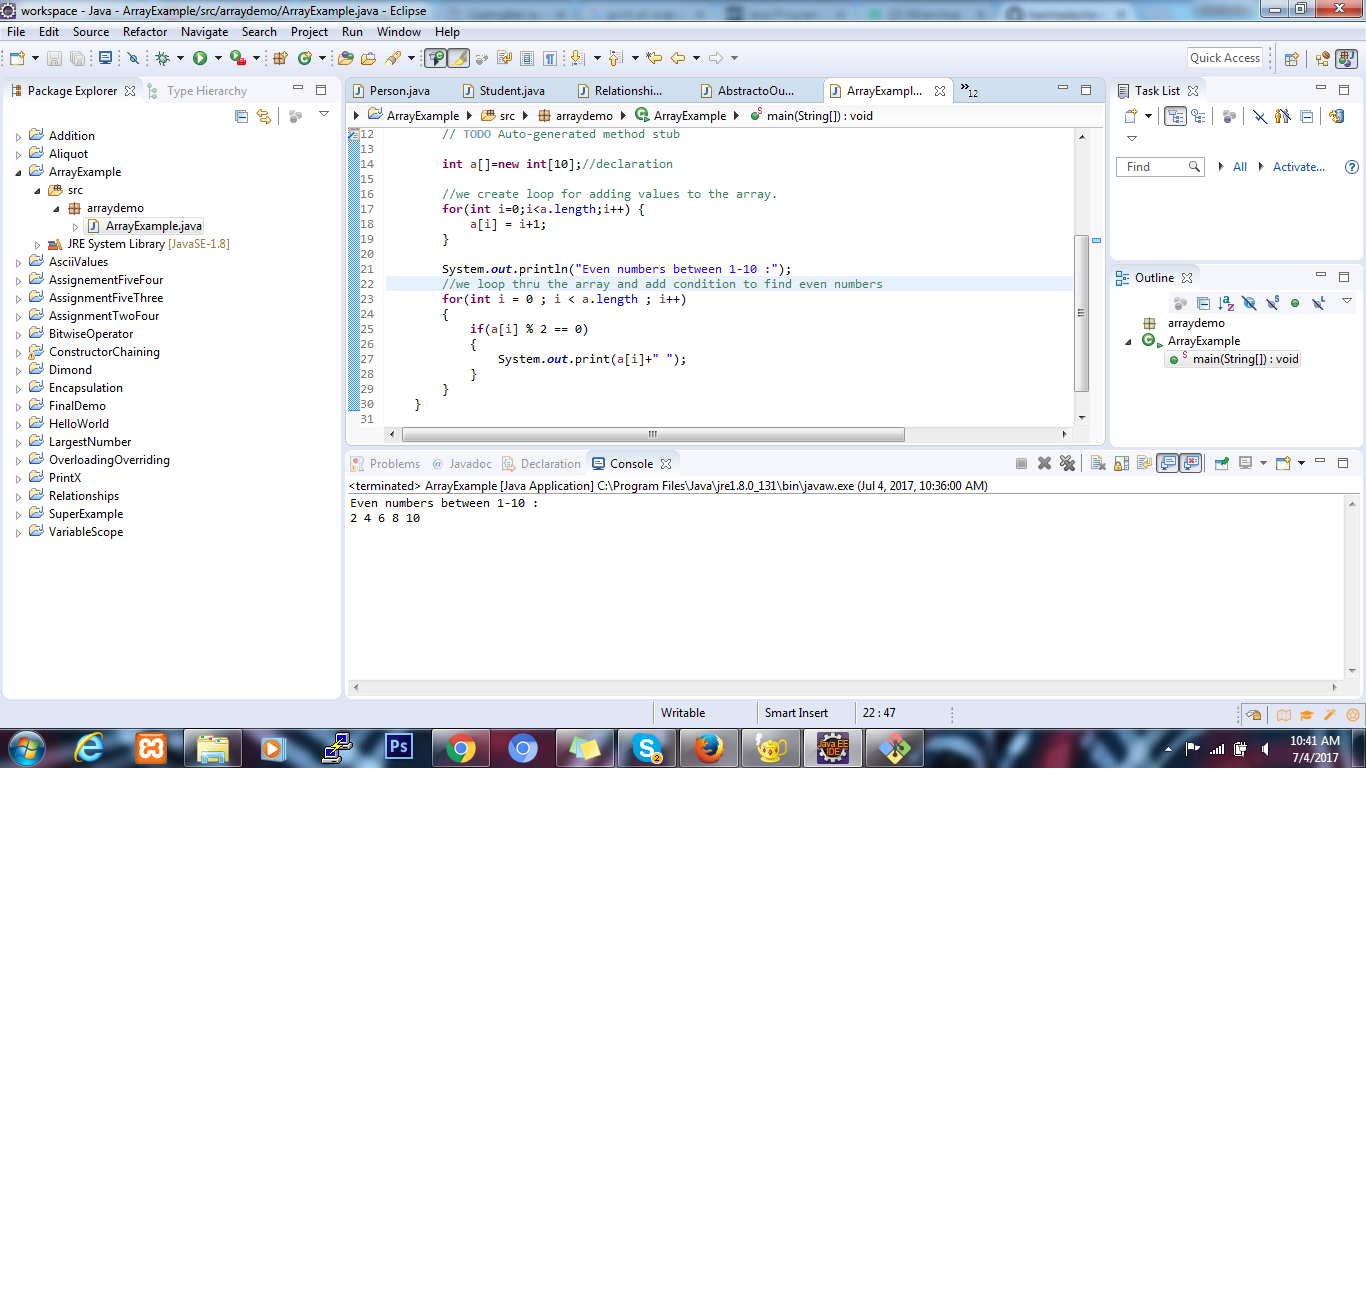 workspace - Java - ArrayExample/src/arraydemo/ArrayExample.java - Eclipse
File Edit Source Refactor Navigate Search Project Run Window Help
Quick Access
Package Explorer Type Hierarchy
Addition
Aliquot
ArrayExample
src
arraydemo
ArrayExample.java
JRE System Library [JavaSE-1.8]
AsciiValues
AssignementFiveFour
AssignmentFiveThree
AssignmentTwoFour
BitwiseOperator
ConstructorChaining
Dimond
Encapsulation
FinalDemo
HelloWorld
LargestNumber
OverloadingOverriding
PrintX
Relationships
SuperExample
VariableScope
Person.java Student.java Relationshi... AbstractoOu... ArrayExampl... »12
ArrayExample src arraydemo ArrayExample main(String[]) : void
12 // TODO Auto-generated method stub
13
14 int a[]=new int[10];//declaration
15
16 //we create loop for adding values to the array.
17 for(int i=0;i<a.length;i++) {
18 a[i] = i+1;
19 }
20
21 System.out.println("Even numbers between 1-10 :");
22 //we loop thru the array and add condition to find even numbers
23 for(int i = 0 ; i < a.length ; i++)
24 {
25 if(a[i] % 2 == 0)
26 {
27 System.out.print(a[i]+" ");
28 }
29 }
30 }
31
Task List
Find All Activate...
Outline
arraydemo
ArrayExample
main(String[]) : void
Problems @ Javadoc Declaration Console
<terminated> ArrayExample [Java Application] C:\Program Files\Java\jre1.8.0_131\bin\javaw.exe (Jul 4, 2017, 10:36:00 AM)
Even numbers between 1-10 :
2 4 6 8 10
Writable Smart Insert 22 : 47
Ps
Java EE
IDE
2
10:41 AM
7/4/2017